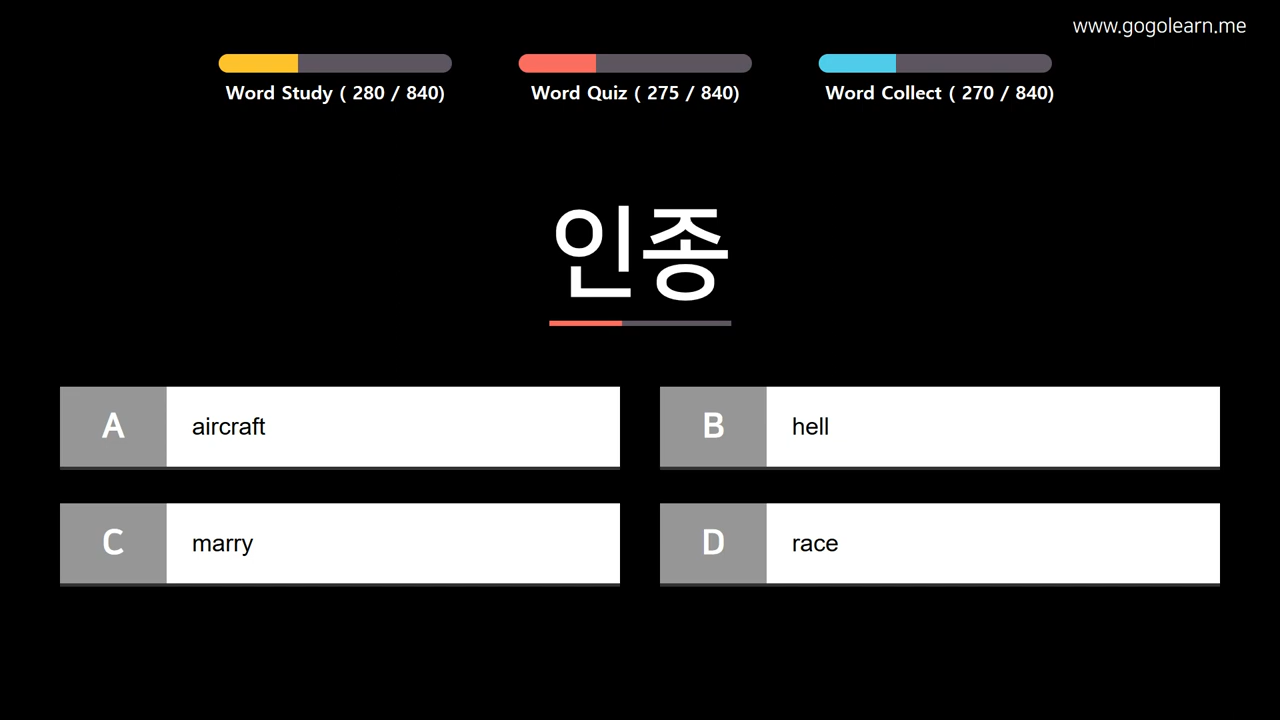 www.gogolearn.me
Word Study ( 280 / 840)
Word Quiz ( 275 / 840)
Word Collect ( 270 / 840)
인종
A aircraft
B hell
C marry
D race